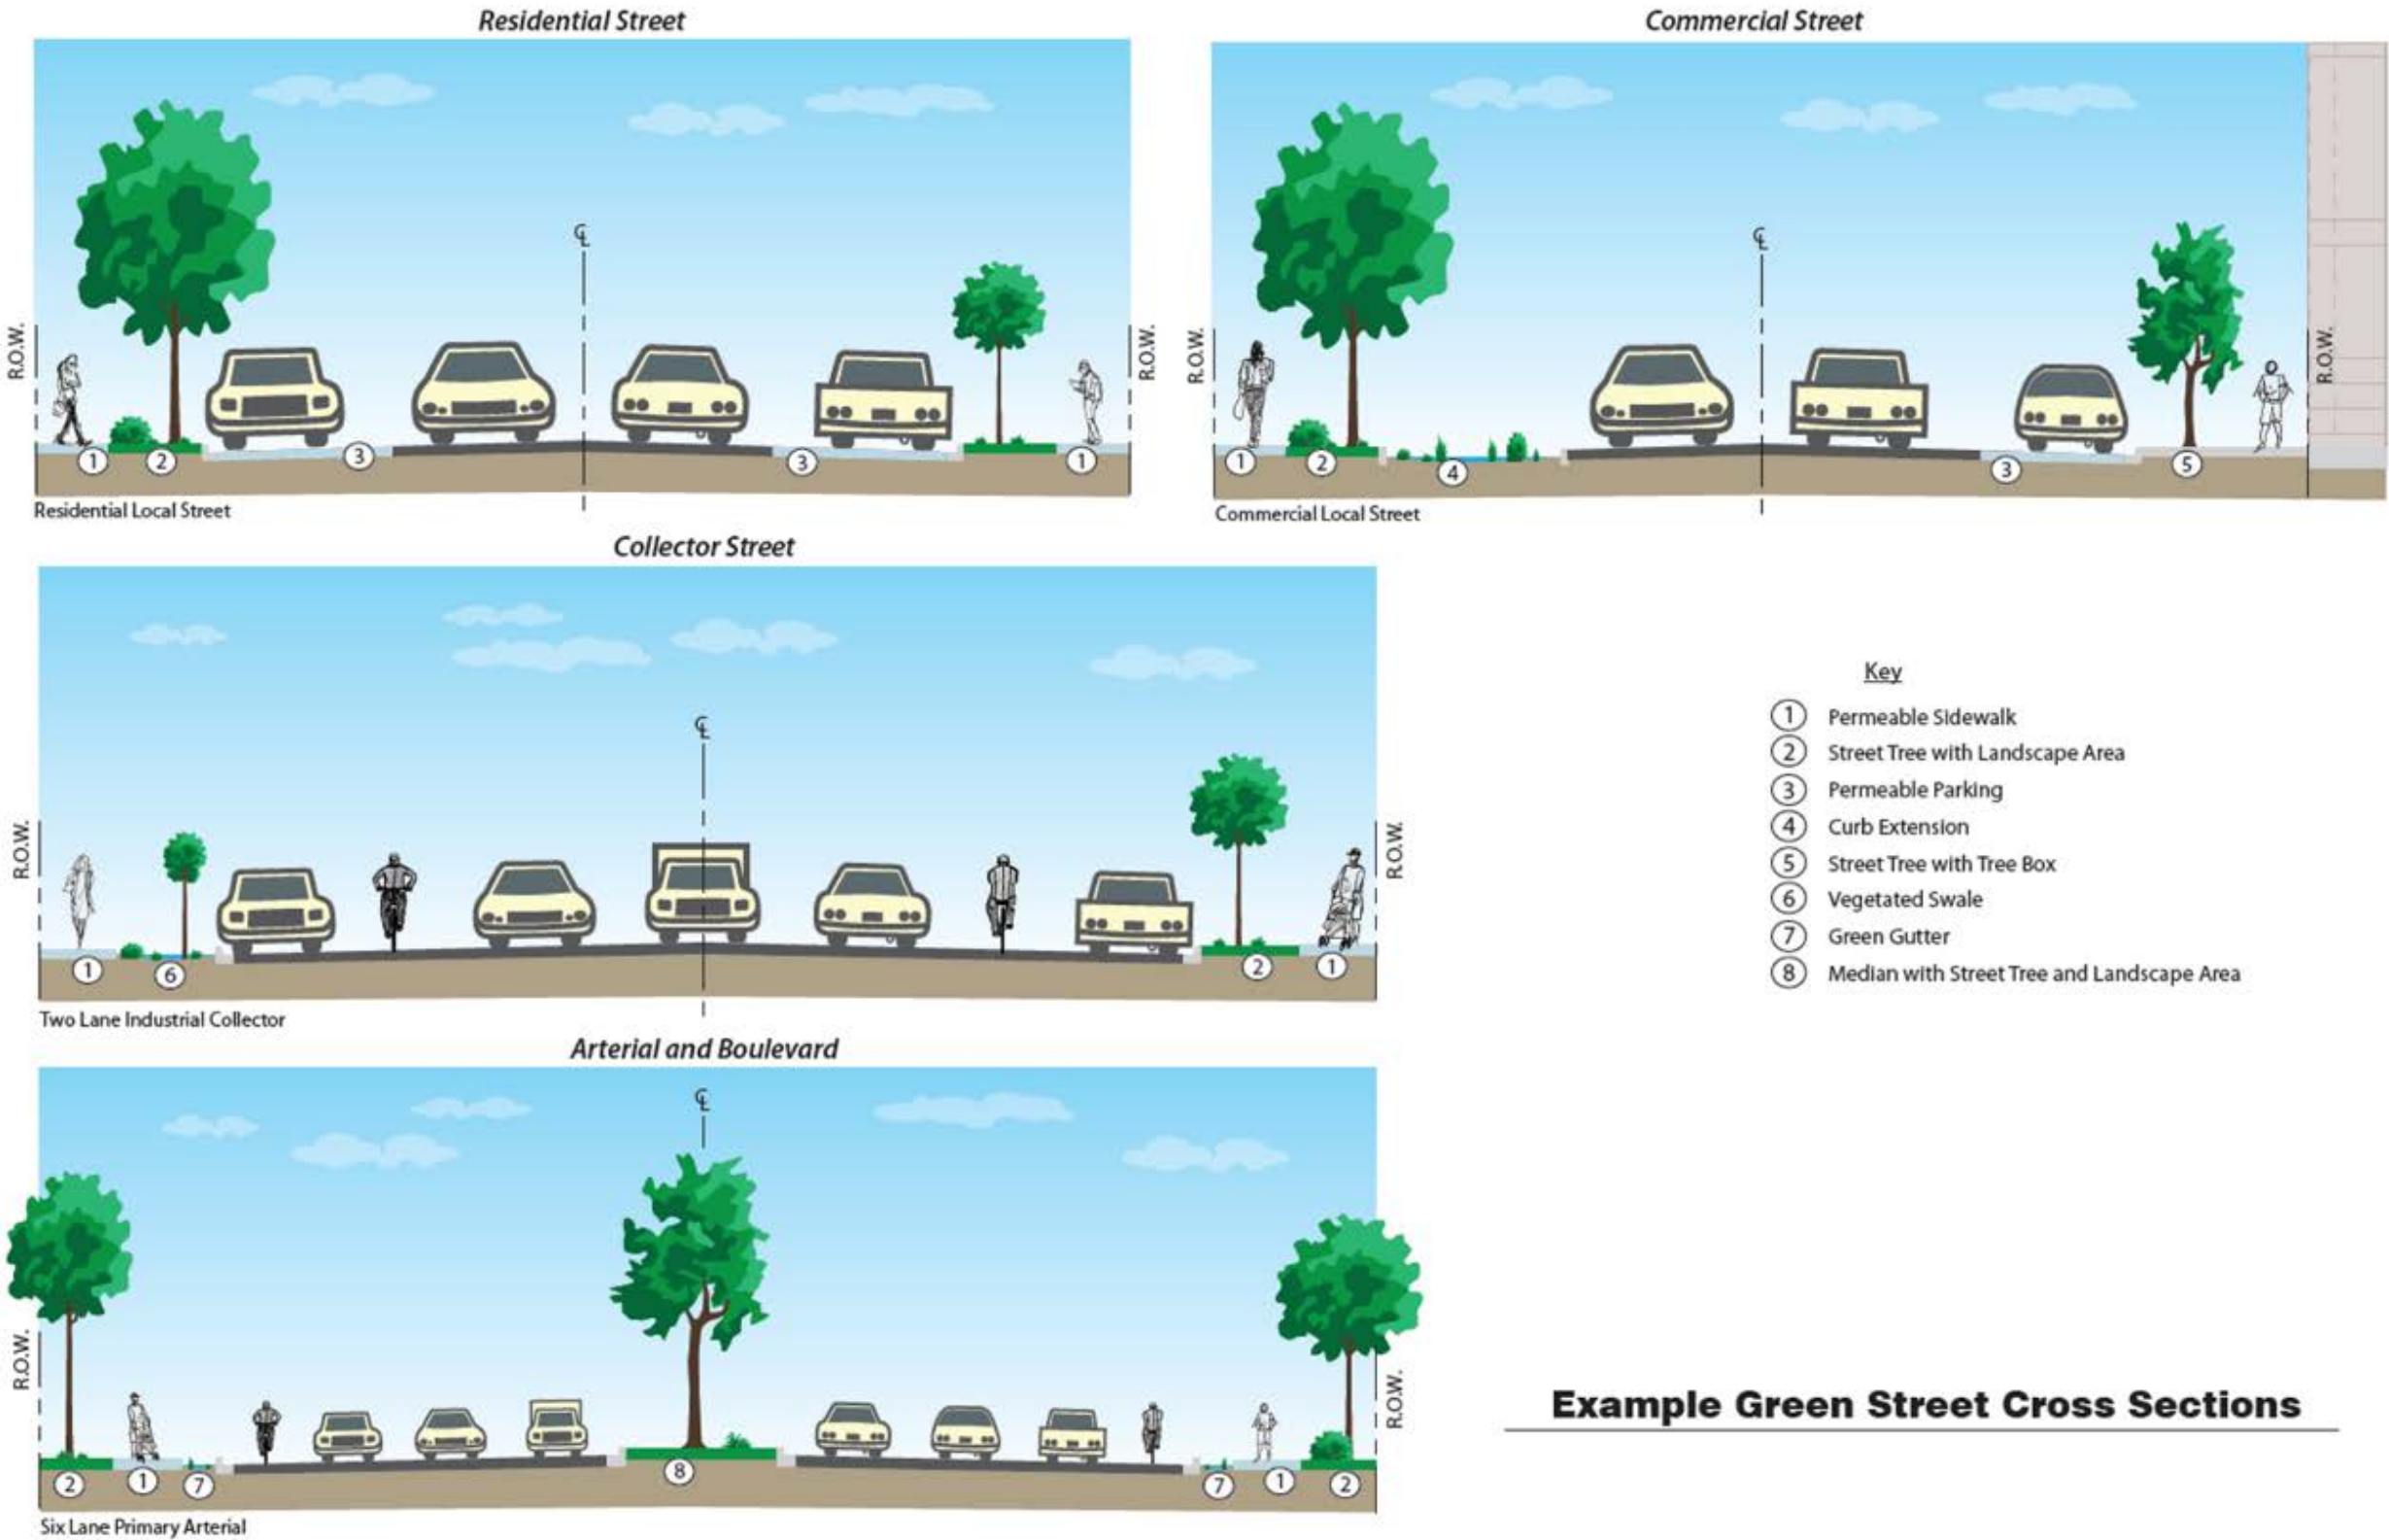 Residential Street
℄
R.O.W.
R.O.W.
1
2
3
3
1
Residential Local Street
Commercial Street
℄
R.O.W.
R.O.W.
1
2
4
3
5
Commercial Local Street
Collector Street
℄
R.O.W.
R.O.W.
1
6
2
1
Two Lane Industrial Collector
Key
1 Permeable Sidewalk
2 Street Tree with Landscape Area
3 Permeable Parking
4 Curb Extension
5 Street Tree with Tree Box
6 Vegetated Swale
7 Green Gutter
8 Median with Street Tree and Landscape Area
Arterial and Boulevard
℄
R.O.W.
R.O.W.
2
1
7
8
7
1
2
Six Lane Primary Arterial
Example Green Street Cross Sections